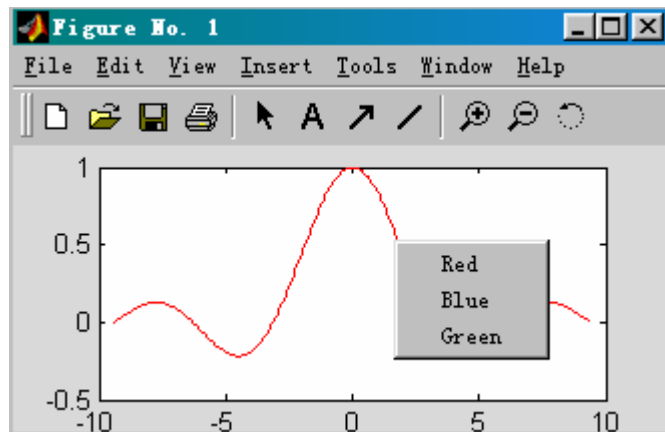 Figure No. 1
File Edit View Insert Tools Window Help
A
1
0.5
0
-0.5
-10 -5 0 5 10
Red
Blue
Green